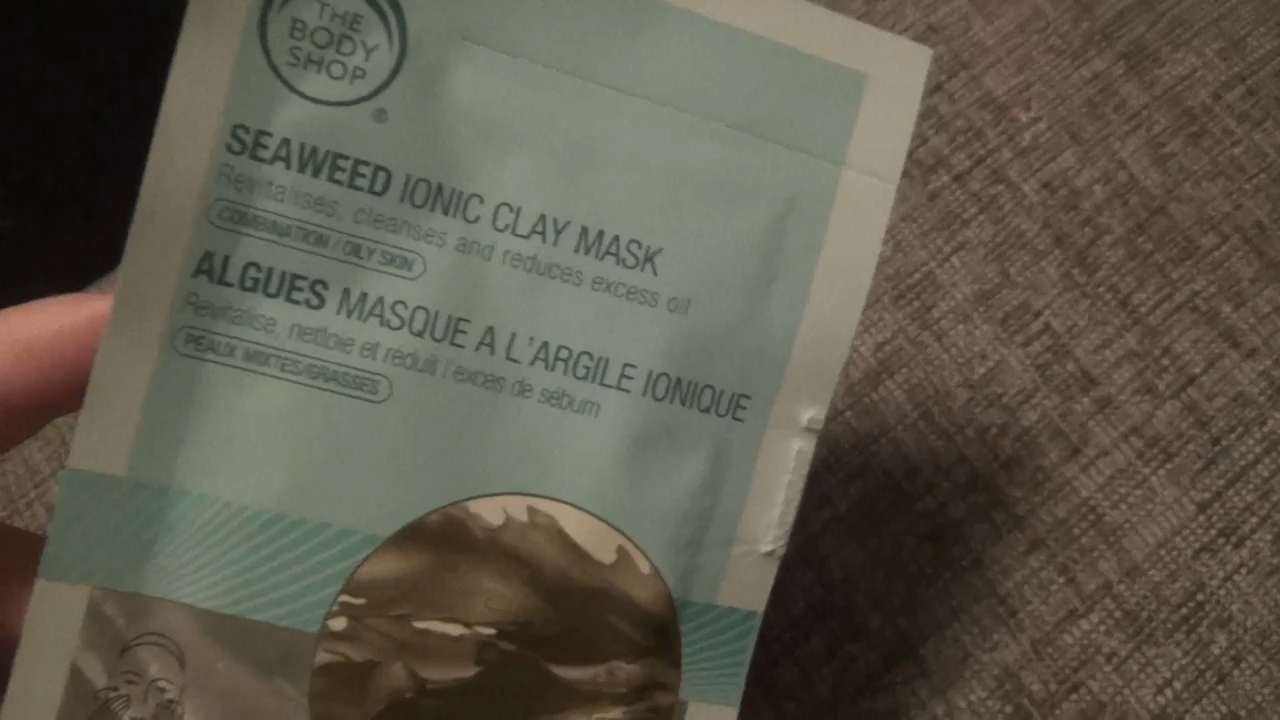 THE
BODY
SHOP
®
SEAWEED IONIC CLAY MASK
Revitalises, cleanses and reduces excess oil
COMBINATION / OILY SKIN
ALGUES MASQUE A L'ARGILE IONIQUE
Revitalise, nettoie et réduit l'excès de sébum
PEAUX MIXTES/GRASSES